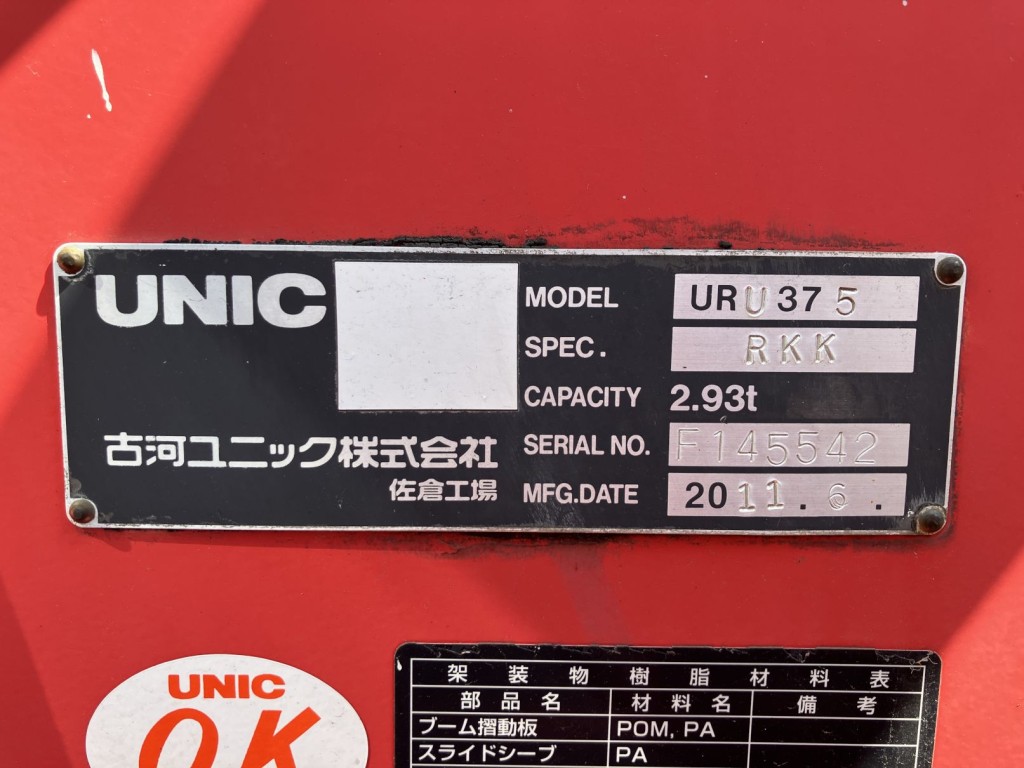 UNIC
MODEL URU375
SPEC. RKK
CAPACITY 2.93t
古河ユニック株式会社
SERIAL NO. F145542
佐倉工場
MFG.DATE 2011.6.
UNIC
OK
架装物樹脂材料表
部品名 材料名 備考
ブーム摺動板 POM, PA
スライドシーブ PA